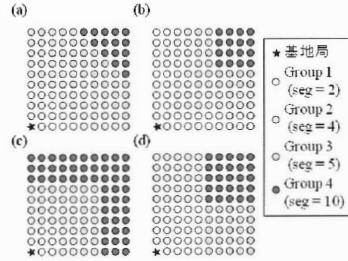 (a)
(b)
(c)
(d)
★ 基地局
Group 1
(seg = 2)
Group 2
(seg = 4)
Group 3
(seg = 5)
Group 4
(seg = 10)